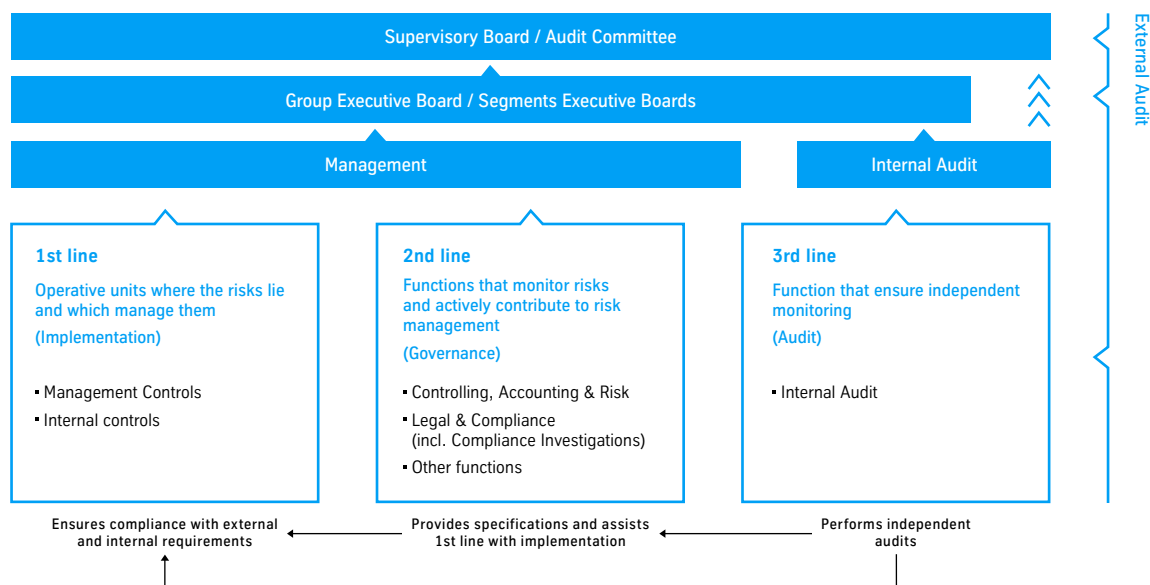 Supervisory Board / Audit Committee
External Audit
Group Executive Board / Segments Executive Boards
Management
Internal Audit
1st line
Operative units where the risks lie
and which manage them
(Implementation)
▪ Management Controls
▪ Internal controls
2nd line
Functions that monitor risks
and actively contribute to risk
management
(Governance)
▪ Controlling, Accounting & Risk
▪ Legal & Compliance
(incl. Compliance Investigations)
▪ Other functions
3rd line
Function that ensure independent
monitoring
(Audit)
▪ Internal Audit
Ensures compliance with external
and internal requirements
Provides specifications and assists
1st line with implementation
Performs independent
audits